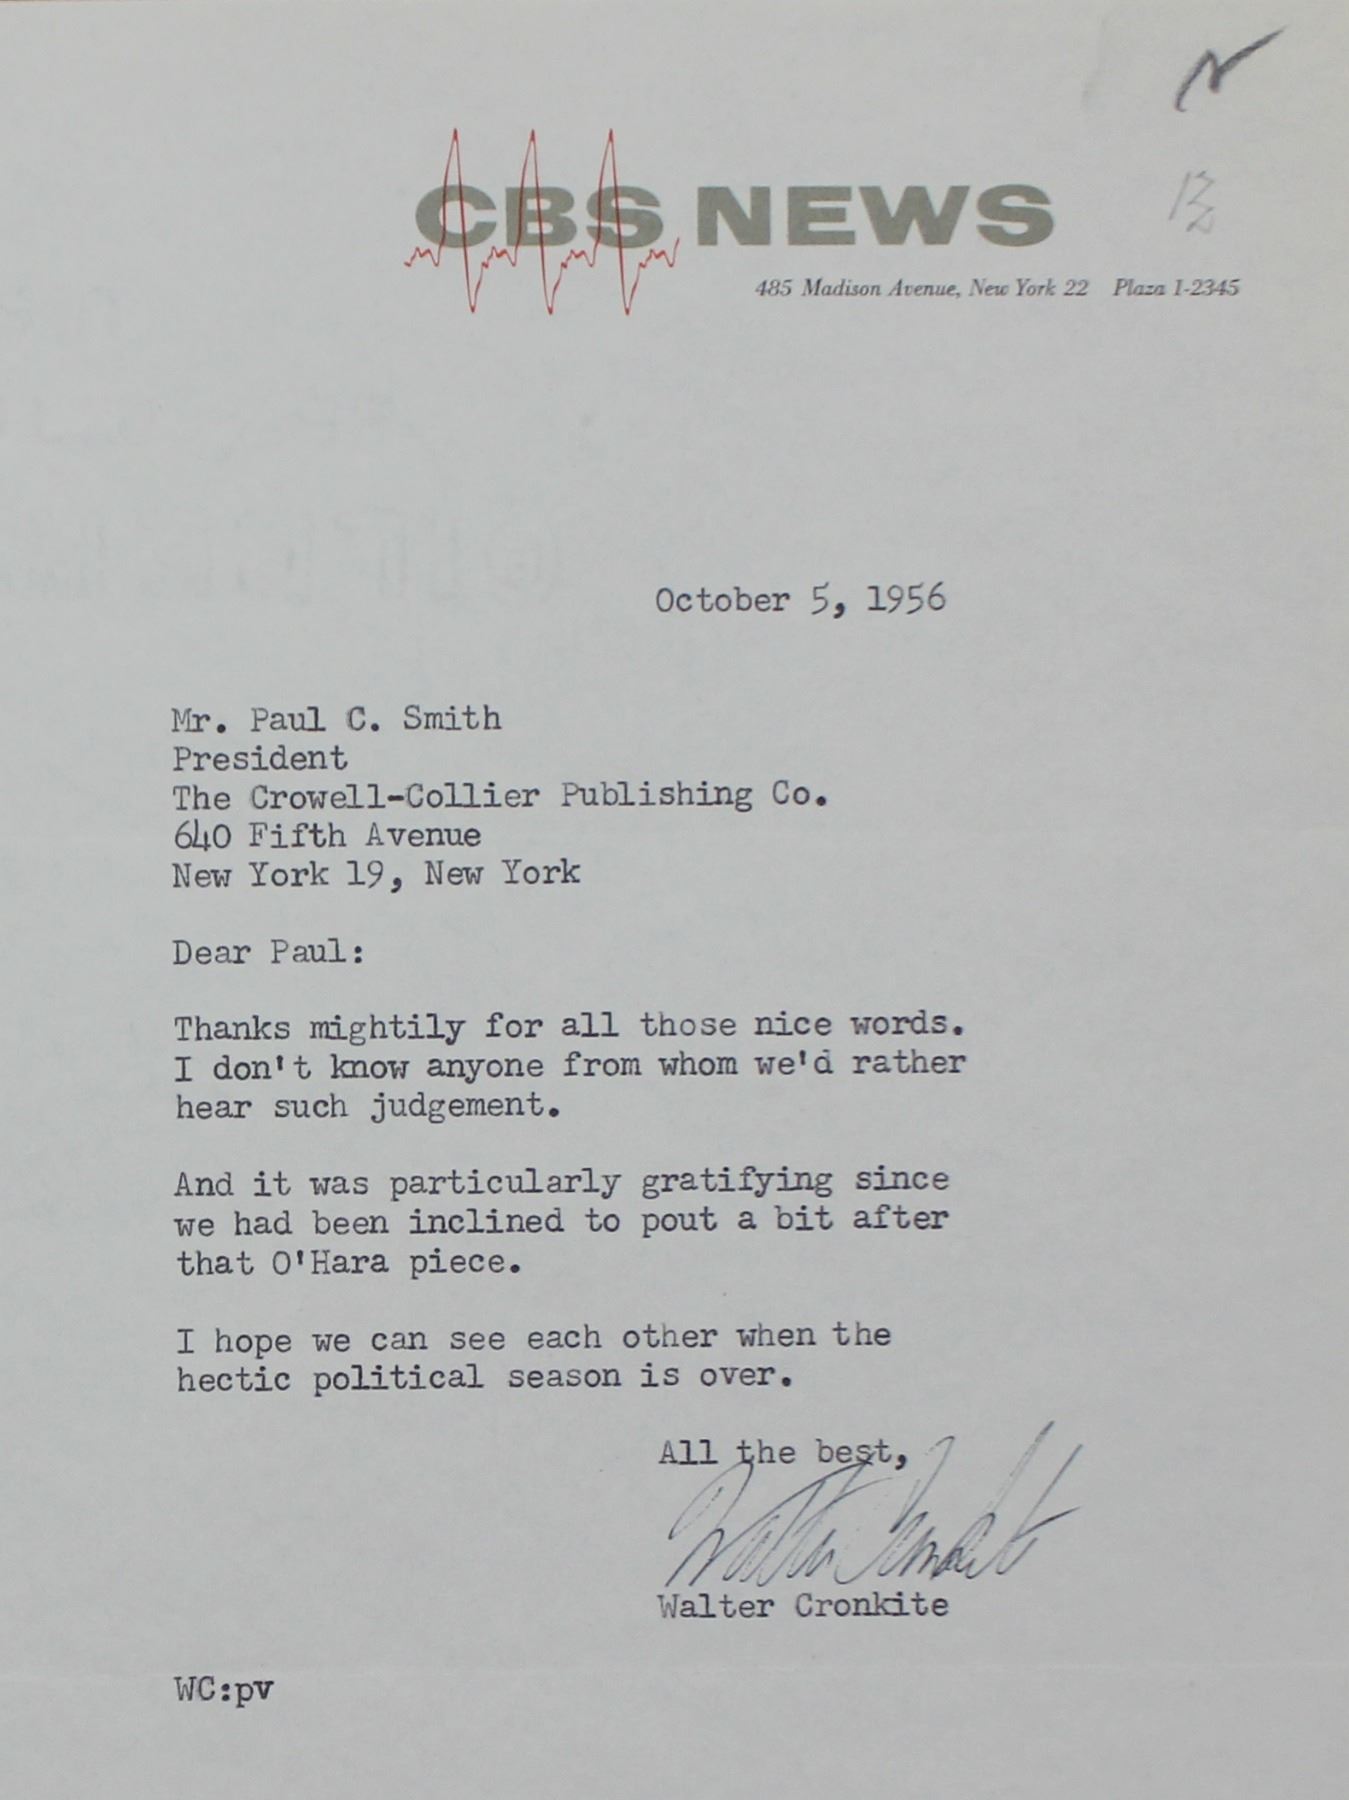 CBS NEWS
485 Madison Avenue, New York 22 Plaza 1-2345
October 5, 1956
Mr. Paul C. Smith
President
The Crowell-Collier Publishing Co.
640 Fifth Avenue
New York 19, New York
Dear Paul:
Thanks mightily for all those nice words.
I don't know anyone from whom we'd rather
hear such judgement.
And it was particularly gratifying since
we had been inclined to pout a bit after
that O'Hara piece.
I hope we can see each other when the
hectic political season is over.
All the best,
Walter Cronkite
Walter Cronkite
WC:pv